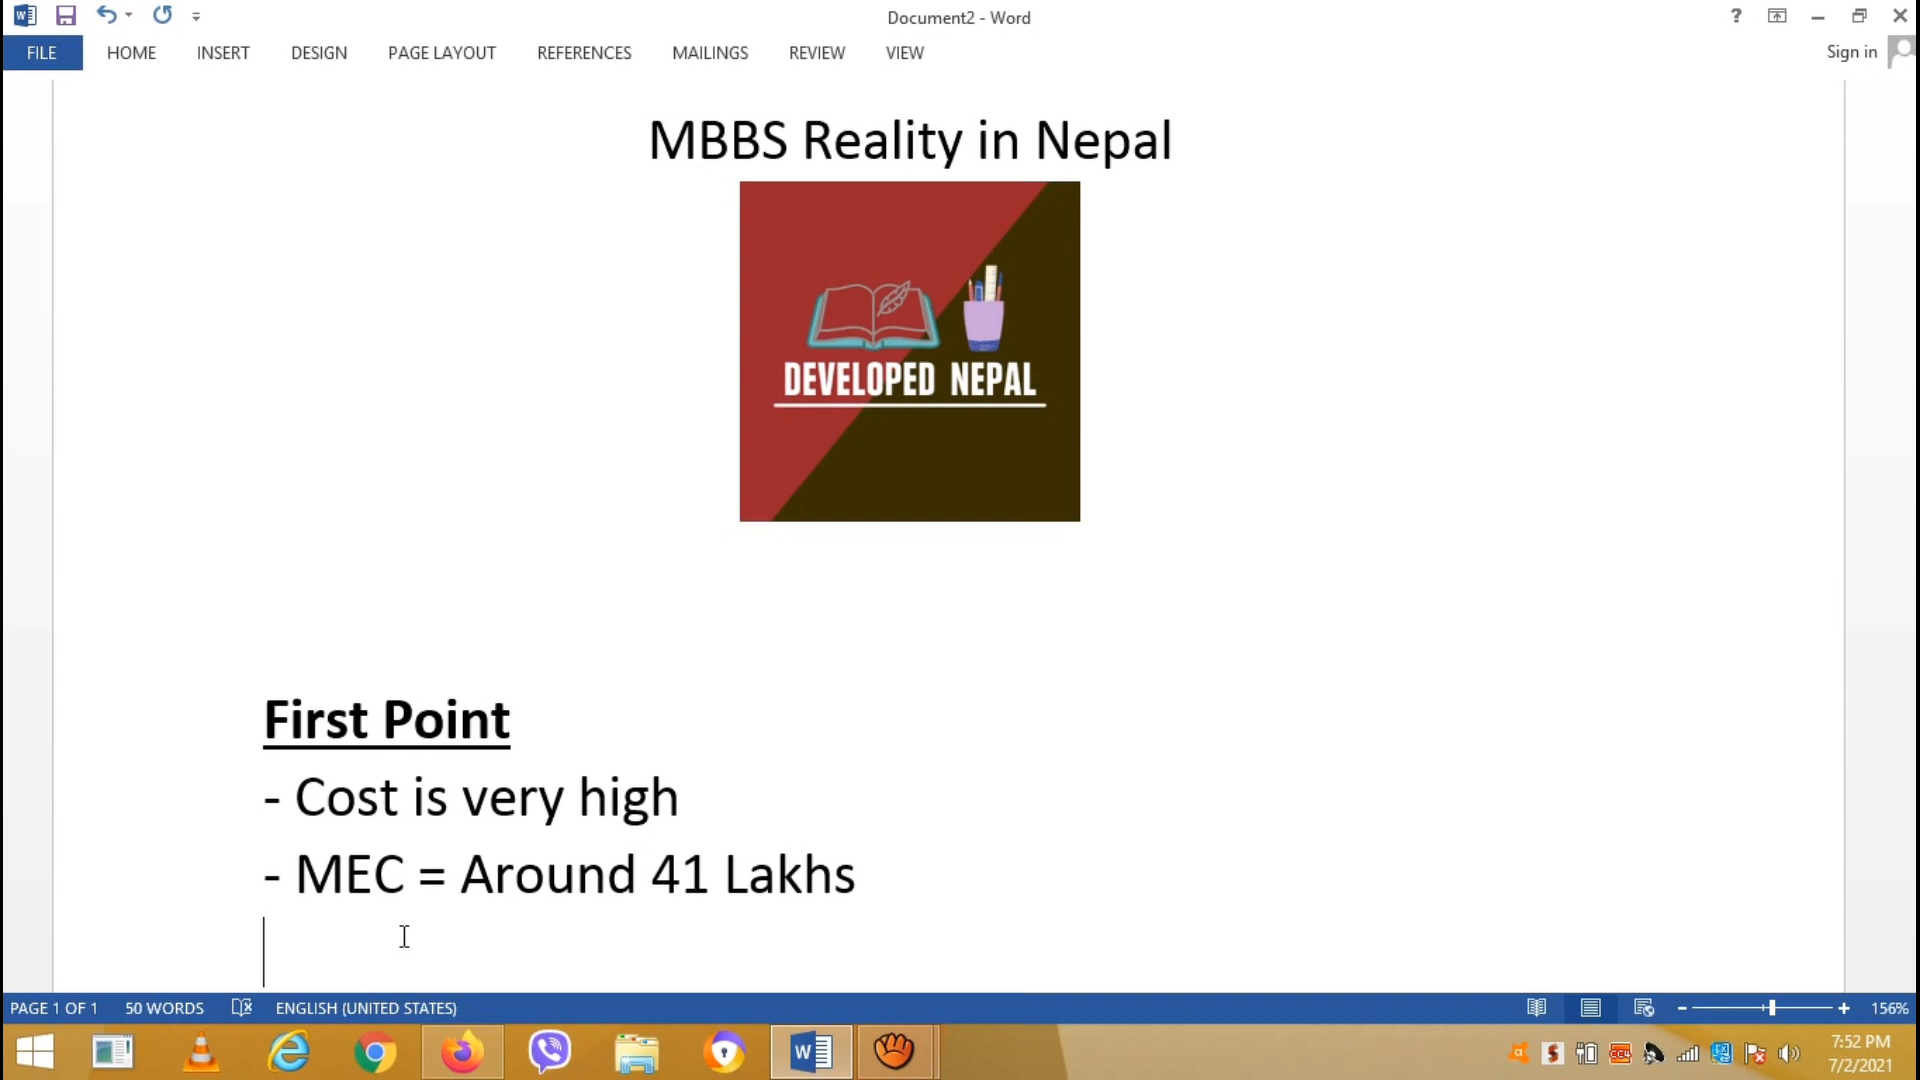 Document2 - Word
?
FILE HOME INSERT DESIGN PAGE LAYOUT REFERENCES MAILINGS REVIEW VIEW Sign in
MBBS Reality in Nepal
DEVELOPED NEPAL
First Point
- Cost is very high
- MEC = Around 41 Lakhs
PAGE 1 OF 1 50 WORDS ENGLISH (UNITED STATES) 156%
7:52 PM
7/2/2021